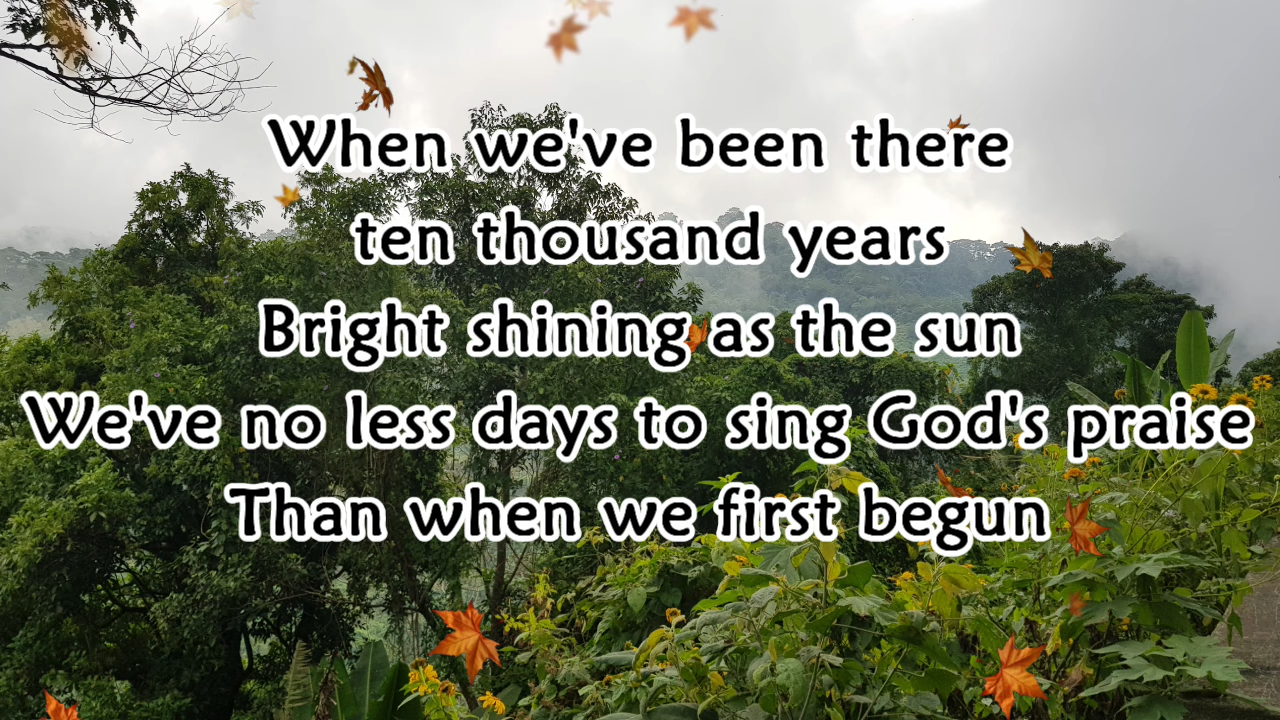 When we've been there
ten thousand years
Bright shining as the sun
We've no less days to sing God's praise
Than when we first begun